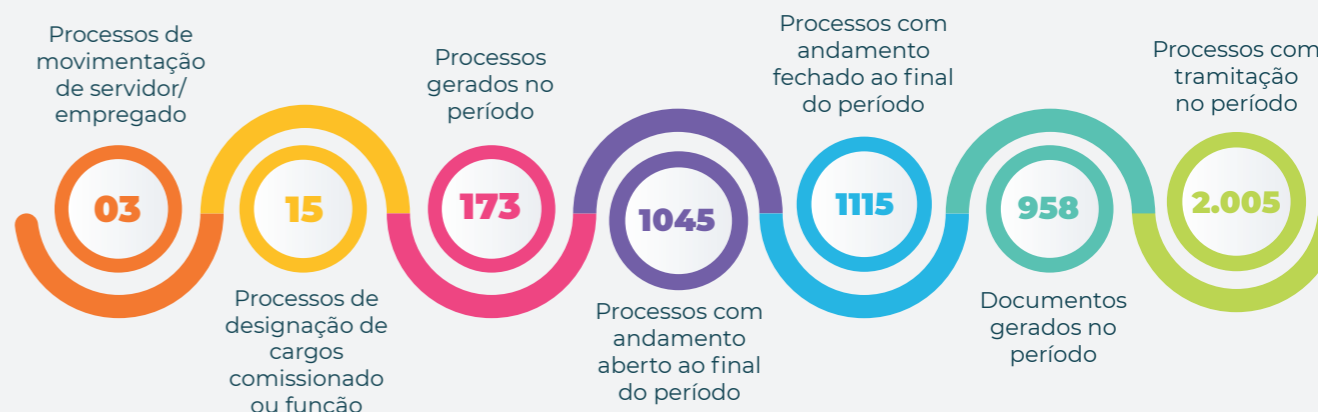 Processos de
movimentação
de servidor/
empregado
03
15
Processos de
designação de
cargos
comissionado
ou função
Processos
gerados no
período
173
1045
Processos com
andamento
aberto ao final
do período
Processos com
andamento
fechado ao final
do período
1115
958
Documentos
gerados no
período
Processos com
tramitação
no período
2.005